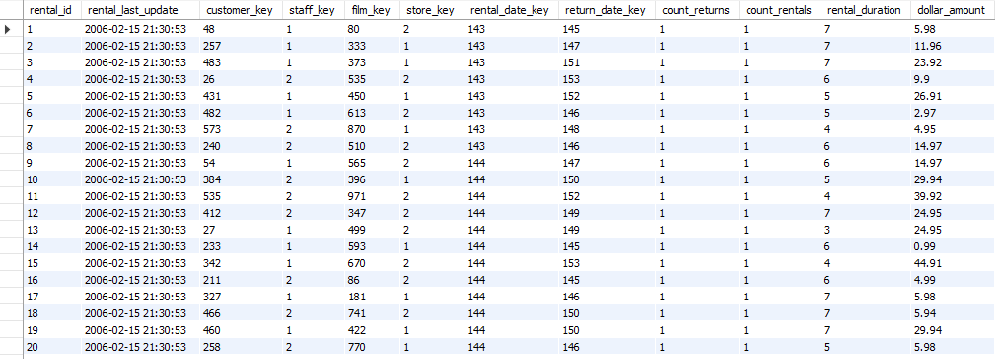 rental_id rental_last_update customer_key staff_key film_key store_key rental_date_key return_date_key count_returns count_rentals rental_duration dollar_amount
1 2006-02-15 21:30:53 48 1 80 2 143 145 1 1 7 5.98
2 2006-02-15 21:30:53 257 1 333 1 143 147 1 1 7 11.96
3 2006-02-15 21:30:53 483 1 373 1 143 151 1 1 7 23.92
4 2006-02-15 21:30:53 26 2 535 2 143 153 1 1 6 9.9
5 2006-02-15 21:30:53 431 1 450 1 143 152 1 1 5 26.91
6 2006-02-15 21:30:53 482 1 613 2 143 146 1 1 5 2.97
7 2006-02-15 21:30:53 573 2 870 1 143 148 1 1 4 4.95
8 2006-02-15 21:30:53 240 2 510 2 143 146 1 1 6 14.97
9 2006-02-15 21:30:53 54 1 565 2 144 147 1 1 6 14.97
10 2006-02-15 21:30:53 384 2 396 1 144 150 1 1 5 29.94
11 2006-02-15 21:30:53 535 2 971 2 144 152 1 1 4 39.92
12 2006-02-15 21:30:53 412 2 347 2 144 149 1 1 7 24.95
13 2006-02-15 21:30:53 27 1 499 2 144 149 1 1 3 24.95
14 2006-02-15 21:30:53 233 1 593 1 144 145 1 1 6 0.99
15 2006-02-15 21:30:53 342 1 670 2 144 153 1 1 4 44.91
16 2006-02-15 21:30:53 211 2 86 2 144 145 1 1 6 4.99
17 2006-02-15 21:30:53 327 1 181 1 144 146 1 1 7 5.98
18 2006-02-15 21:30:53 466 2 741 2 144 150 1 1 7 5.94
19 2006-02-15 21:30:53 460 1 422 1 144 150 1 1 7 29.94
20 2006-02-15 21:30:53 258 2 770 1 144 146 1 1 5 5.98